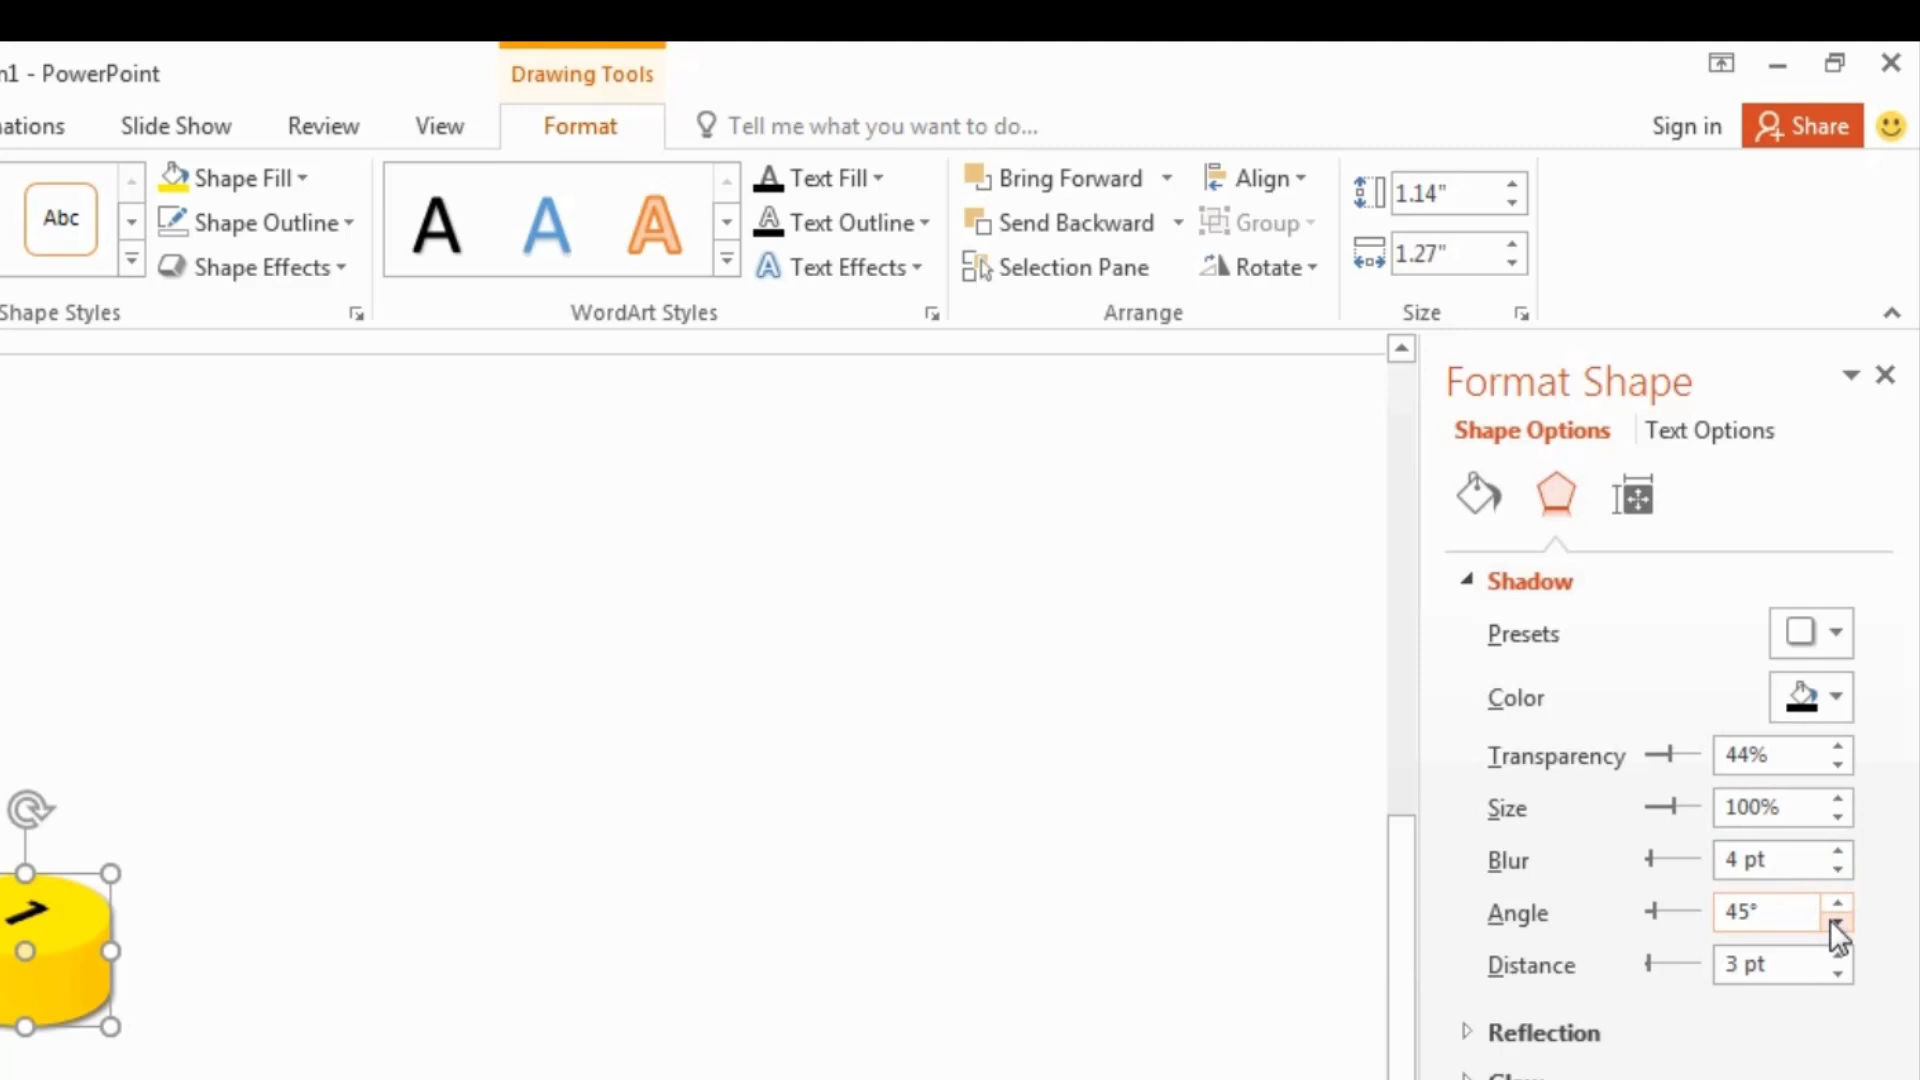 n1 - PowerPoint
Drawing Tools
ations
Slide Show
Review
View
Format
Tell me what you want to do...
Sign in
Share
Abc
Shape Fill
Shape Outline
Shape Effects
A
A
A
Text Fill
Text Outline
Text Effects
Bring Forward
Send Backward
Selection Pane
Align
Group
Rotate
1.14"
1.27"
Shape Styles
WordArt Styles
Arrange
Size
Format Shape
Shape Options
Text Options
Shadow
Presets
Color
Transparency
44%
Size
100%
Blur
4 pt
Angle
45°
Distance
3 pt
Reflection
1